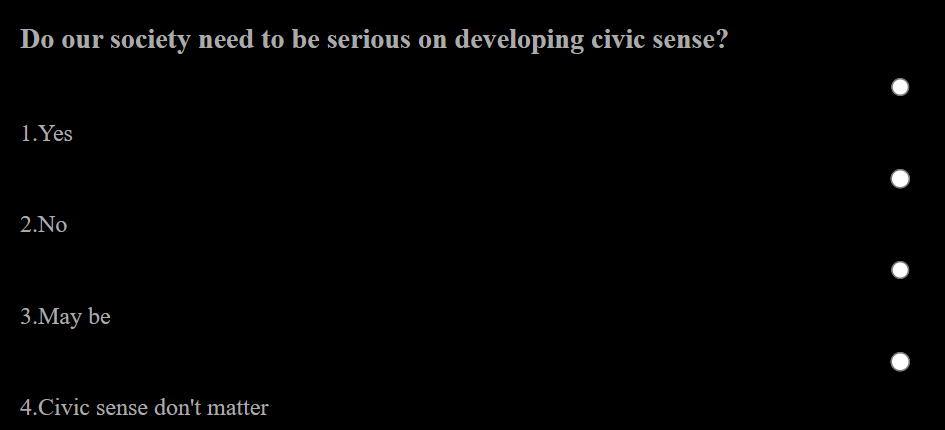 Do our society need to be serious on developing civic sense?
1.Yes
2.No
3.May be
4.Civic sense don't matter